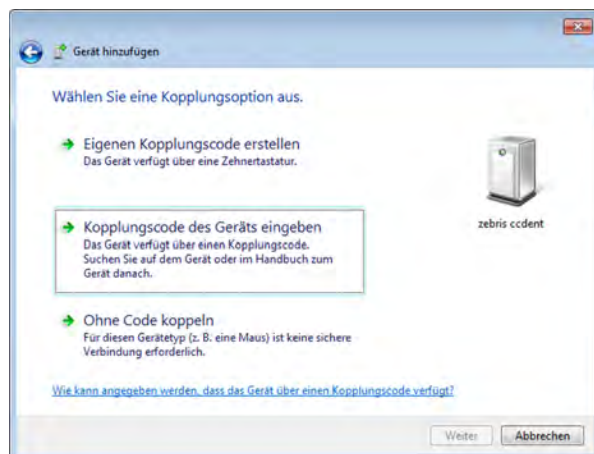 Gerät hinzufügen
Wählen Sie eine Kopplungsoption aus.
Eigenen Kopplungscode erstellen
Das Gerät verfügt über eine Zehnertastatur.
Kopplungscode des Geräts eingeben
Das Gerät verfügt über einen Kopplungscode.
Suchen Sie auf dem Gerät oder im Handbuch zum
Gerät danach.
zebris ccdent
Ohne Code koppeln
Für diesen Gerätetyp (z. B. eine Maus) ist keine sichere
Verbindung erforderlich.
Wie kann angegeben werden, dass das Gerät über einen Kopplungscode verfügt?
Weiter
Abbrechen